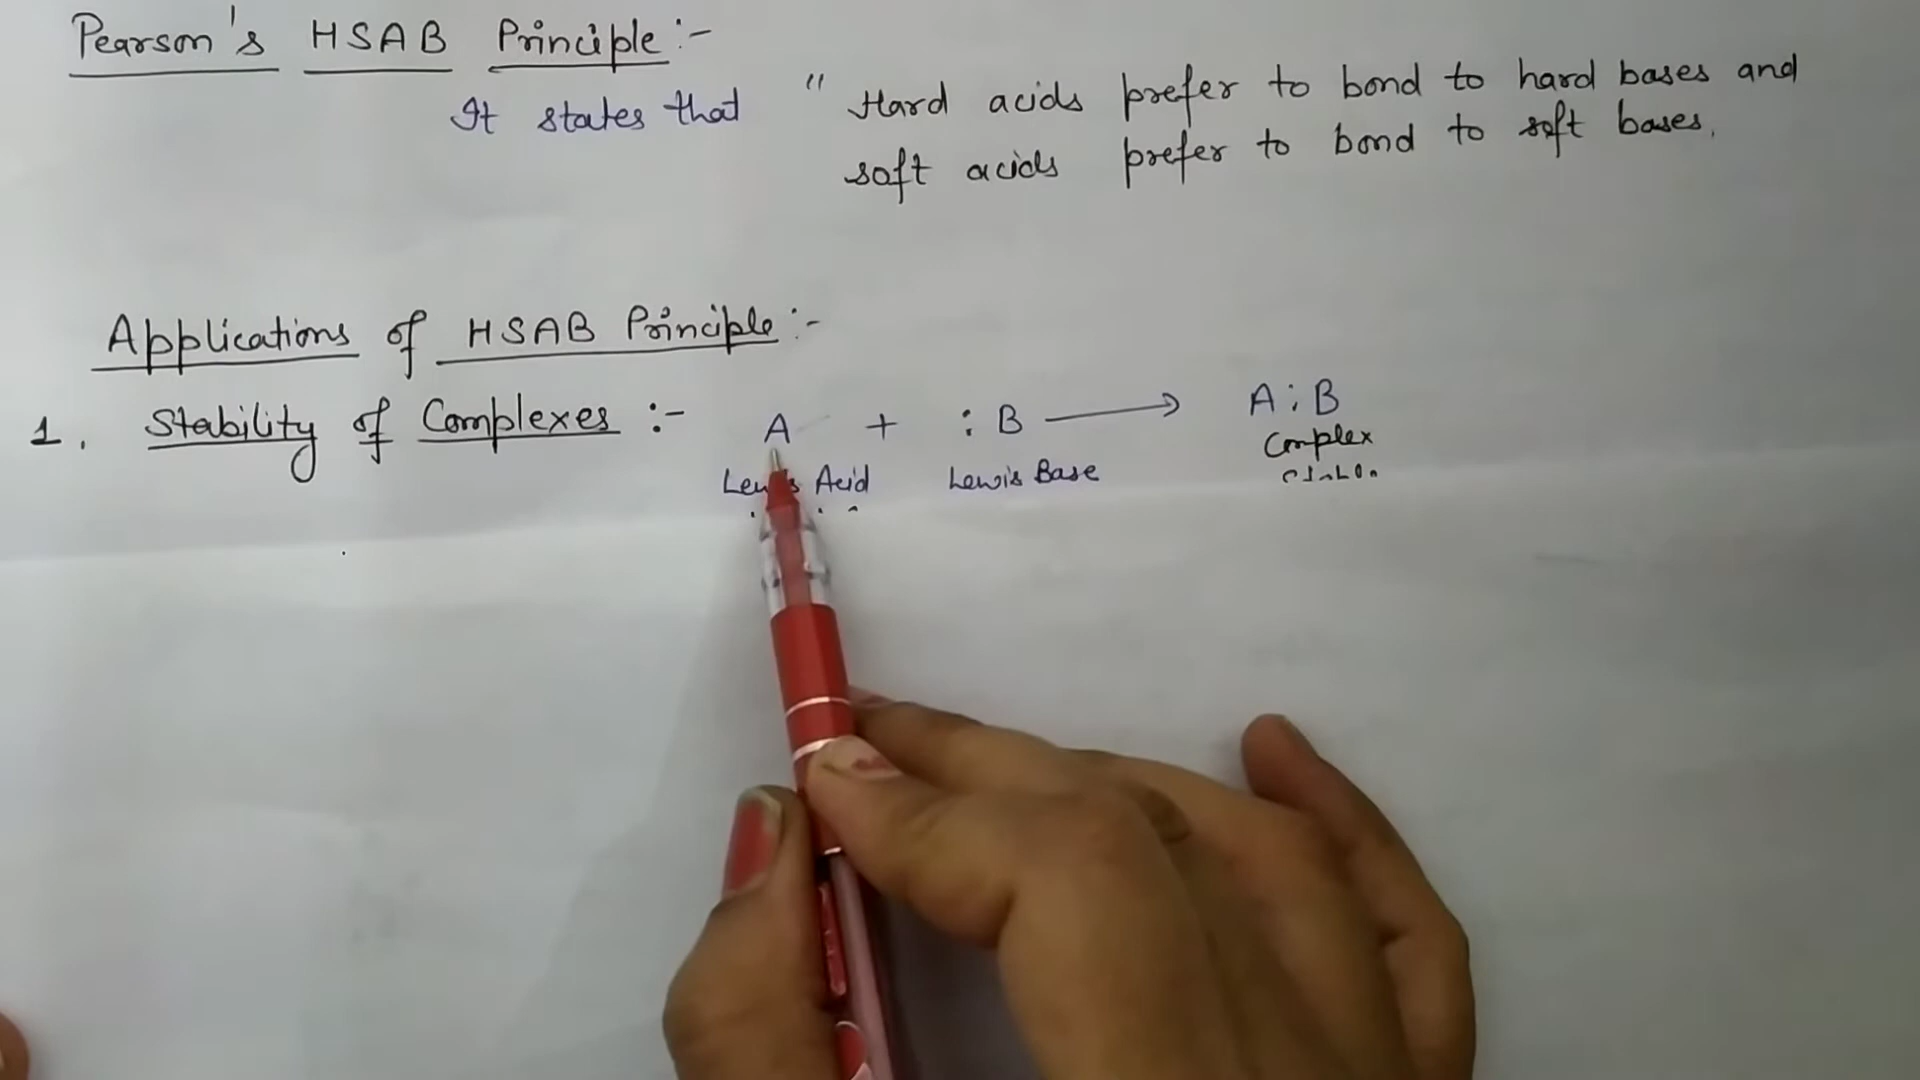 Pearson's HSAB Principle :-
It states that " Hard acids prefer to bond to hard bases and
soft acids prefer to bond to soft bases.
Applications of HSAB Principle :-
1. Stability of Complexes :- A + : B → A : B
Lewis Acid Lewis Base Complex